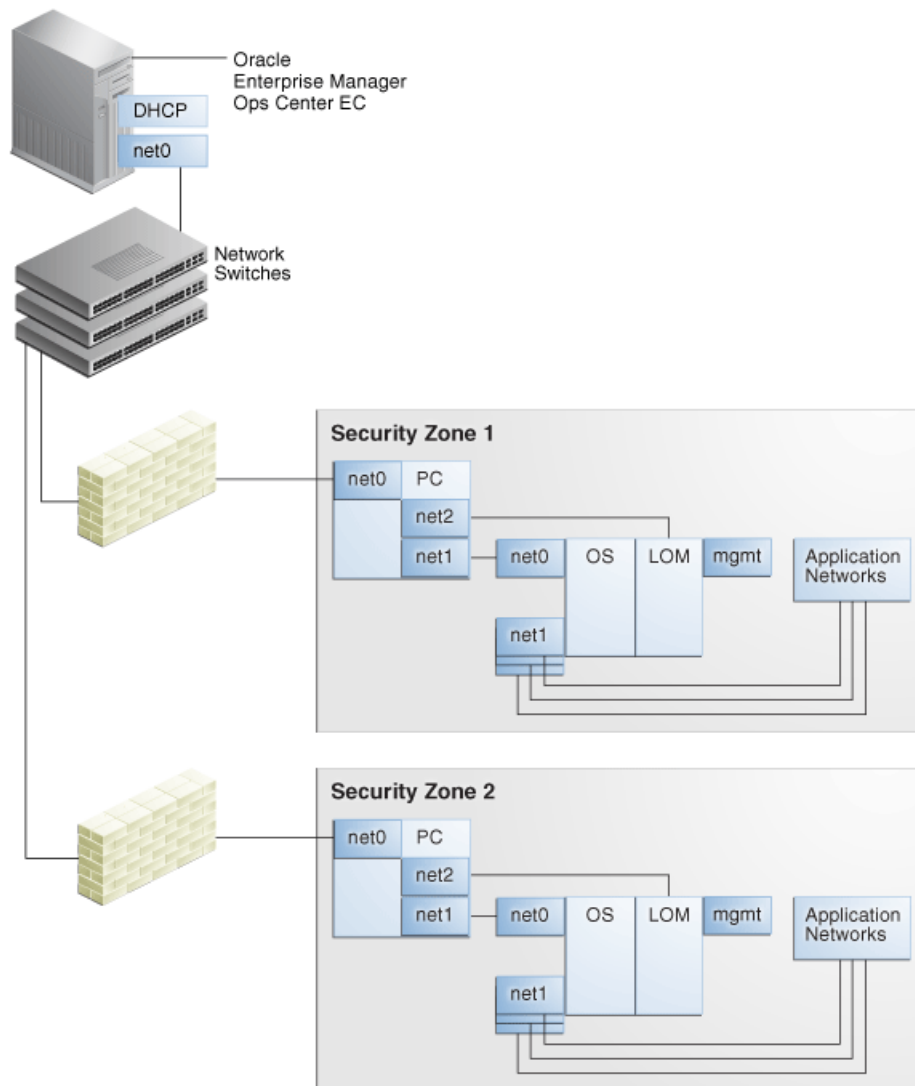 Oracle
Enterprise Manager
Ops Center EC
DHCP
net0
Network
Switches
Security Zone 1
net0 PC
net2
net1 net0 OS LOM mgmt Application
Networks
net1
Security Zone 2
net0 PC
net2
net1 net0 OS LOM mgmt Application
Networks
net1